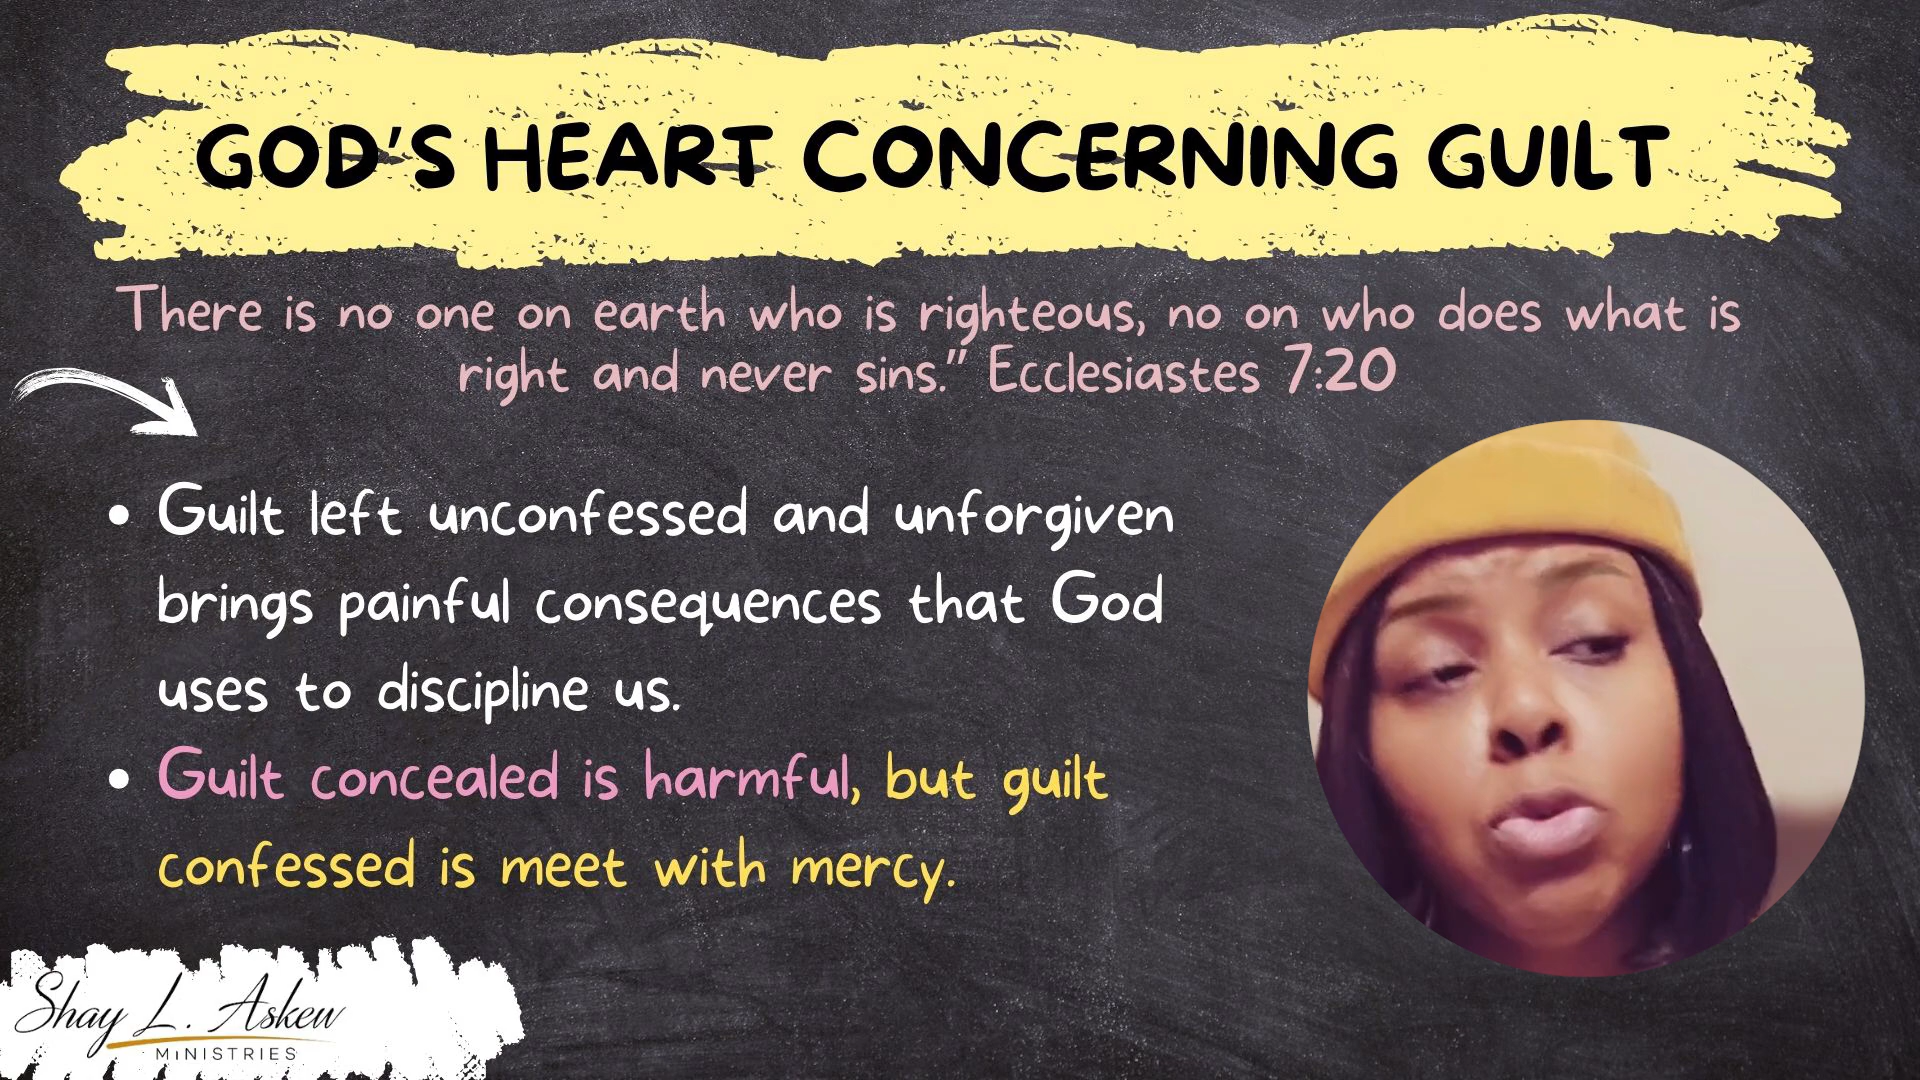 GOD'S HEART CONCERNING GUILT
There is no one on earth who is righteous, no on who does what is
right and never sins.” Ecclesiastes 7:20
• Guilt left unconfessed and unforgiven
brings painful consequences that God
uses to discipline us.
• Guilt concealed is harmful, but guilt
confessed is meet with mercy.
Shay L. Askew
MINISTRIES